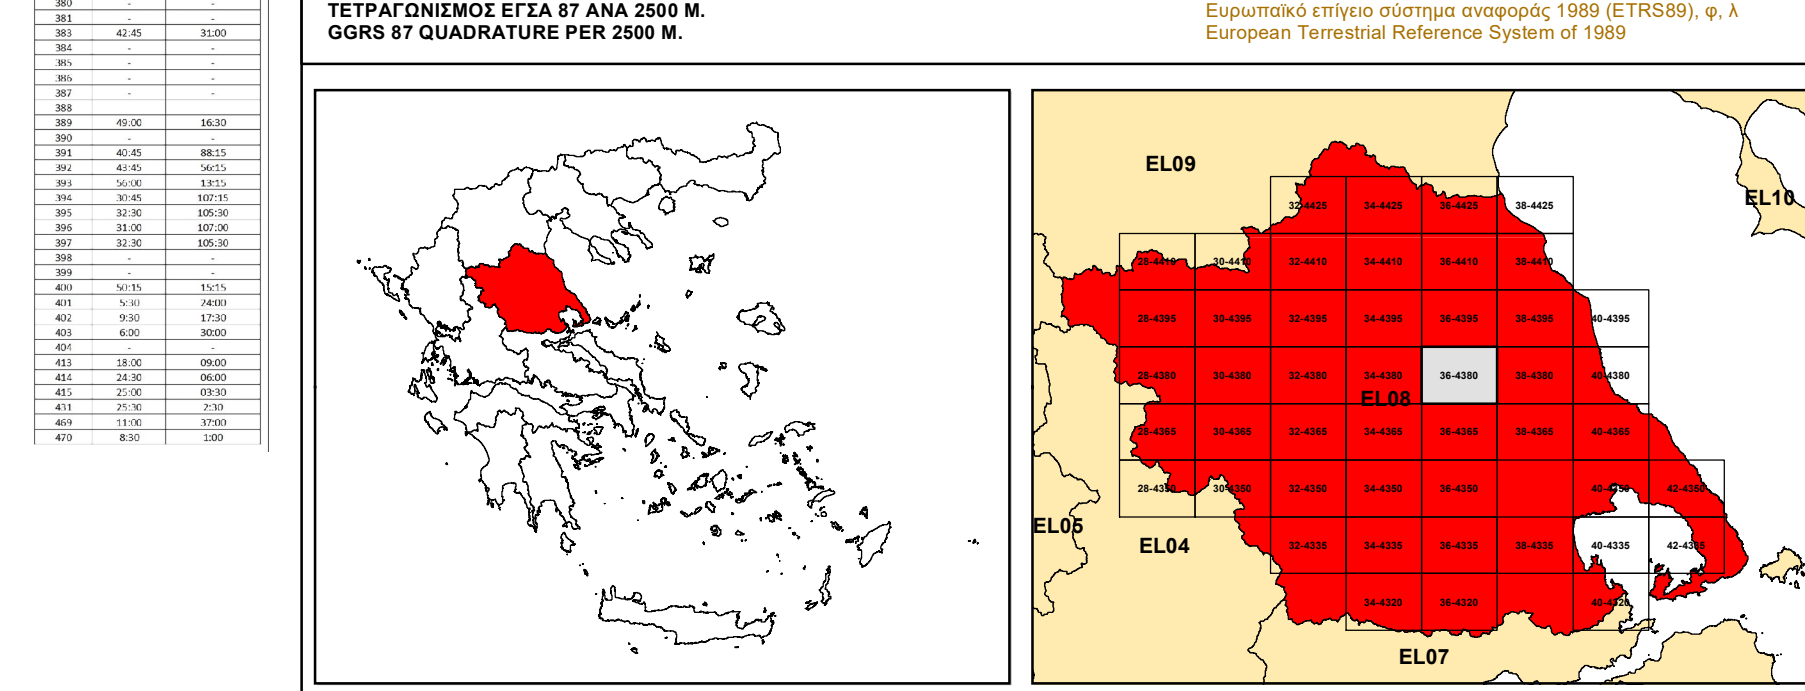 380 - -
381 - -
383 42:45 31:00
384 - -
385 - -
386 - -
387 - -
388
389 49:00 16:30
390 - -
391 40:45 88:15
392 43:45 56:15
393 56:00 13:15
394 30:45 107:15
395 32:30 105:30
396 31:00 107:00
397 32:30 105:30
398 - -
399 - -
400 50:15 15:15
401 5:30 24:00
402 9:30 17:30
403 6:00 30:00
404 - -
413 18:00 09:00
414 24:30 06:00
415 25:00 03:30
431 25:30 2:30
469 11:00 37:00
470 8:30 1:00
ΤΕΤΡΑΓΩΝΙΣΜΟΣ ΕΓΣΑ 87 ΑΝΑ 2500 Μ.
GGRS 87 QUADRATURE PER 2500 M.
Ευρωπαϊκό επίγειο σύστημα αναφοράς 1989 (ETRS89), φ, λ
European Terrestrial Reference System of 1989
EL09
EL10
32-4425 34-4425 36-4425 38-4425
28-4410 30-4410 32-4410 34-4410 36-4410 38-4410
28-4395 30-4395 32-4395 34-4395 36-4395 38-4395 40-4395
28-4380 30-4380 32-4380 34-4380 36-4380 38-4380 40-4380
EL08
28-4365 30-4365 32-4365 34-4365 36-4365 38-4365 40-4365
28-4350 30-4350 32-4350 34-4350 36-4350 40-4350 42-4350
EL05
EL04
32-4335 34-4335 36-4335 38-4335 40-4335 42-4335
34-4320 36-4320 40-4320
EL07